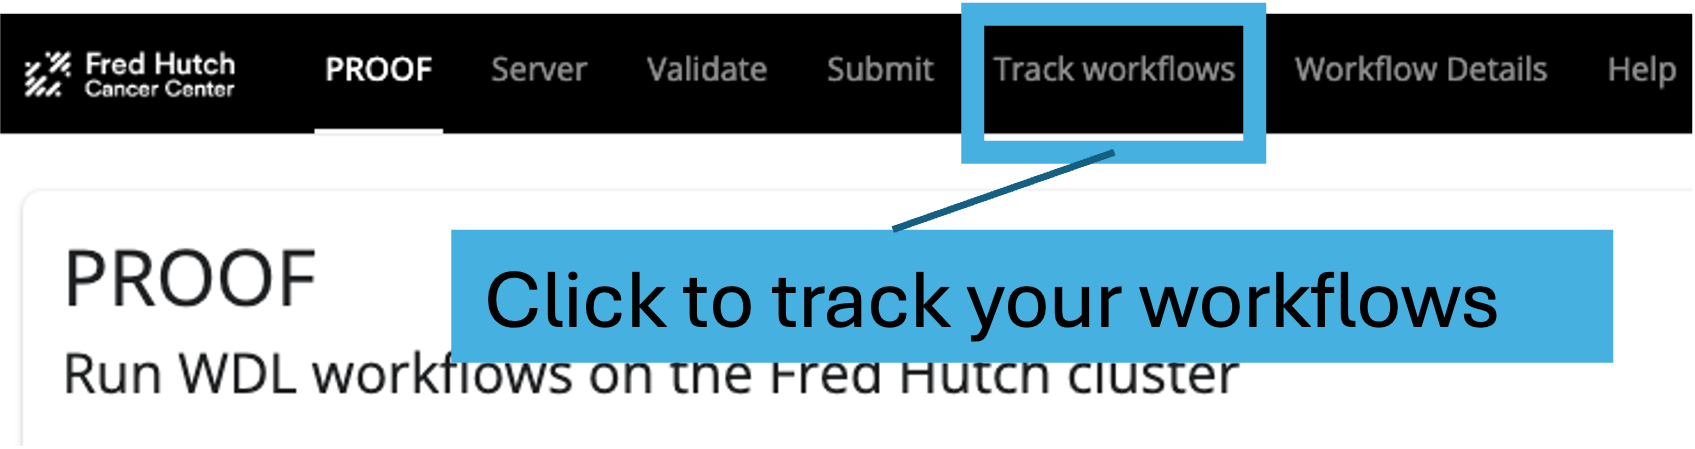 Fred Hutch
Cancer Center
PROOF Server Validate Submit Track workflows Workflow Details Help
PROOF
Click to track your workflows
Run WDL workflows on the Fred Hutch cluster